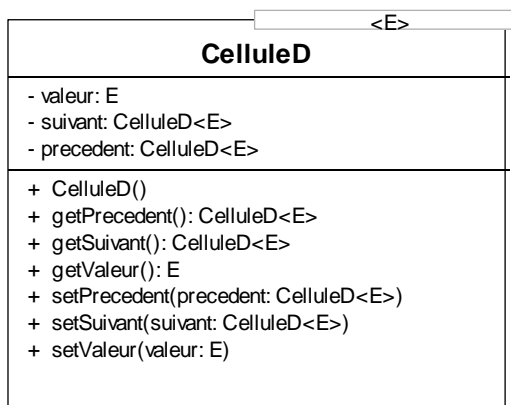 <E>
CelluleD
- valeur: E
- suivant: CelluleD<E>
- precedent: CelluleD<E>
+ CelluleD()
+ getPrecedent(): CelluleD<E>
+ getSuivant(): CelluleD<E>
+ getValeur(): E
+ setPrecedent(precedent: CelluleD<E>)
+ setSuivant(suivant: CelluleD<E>)
+ setValeur(valeur: E)